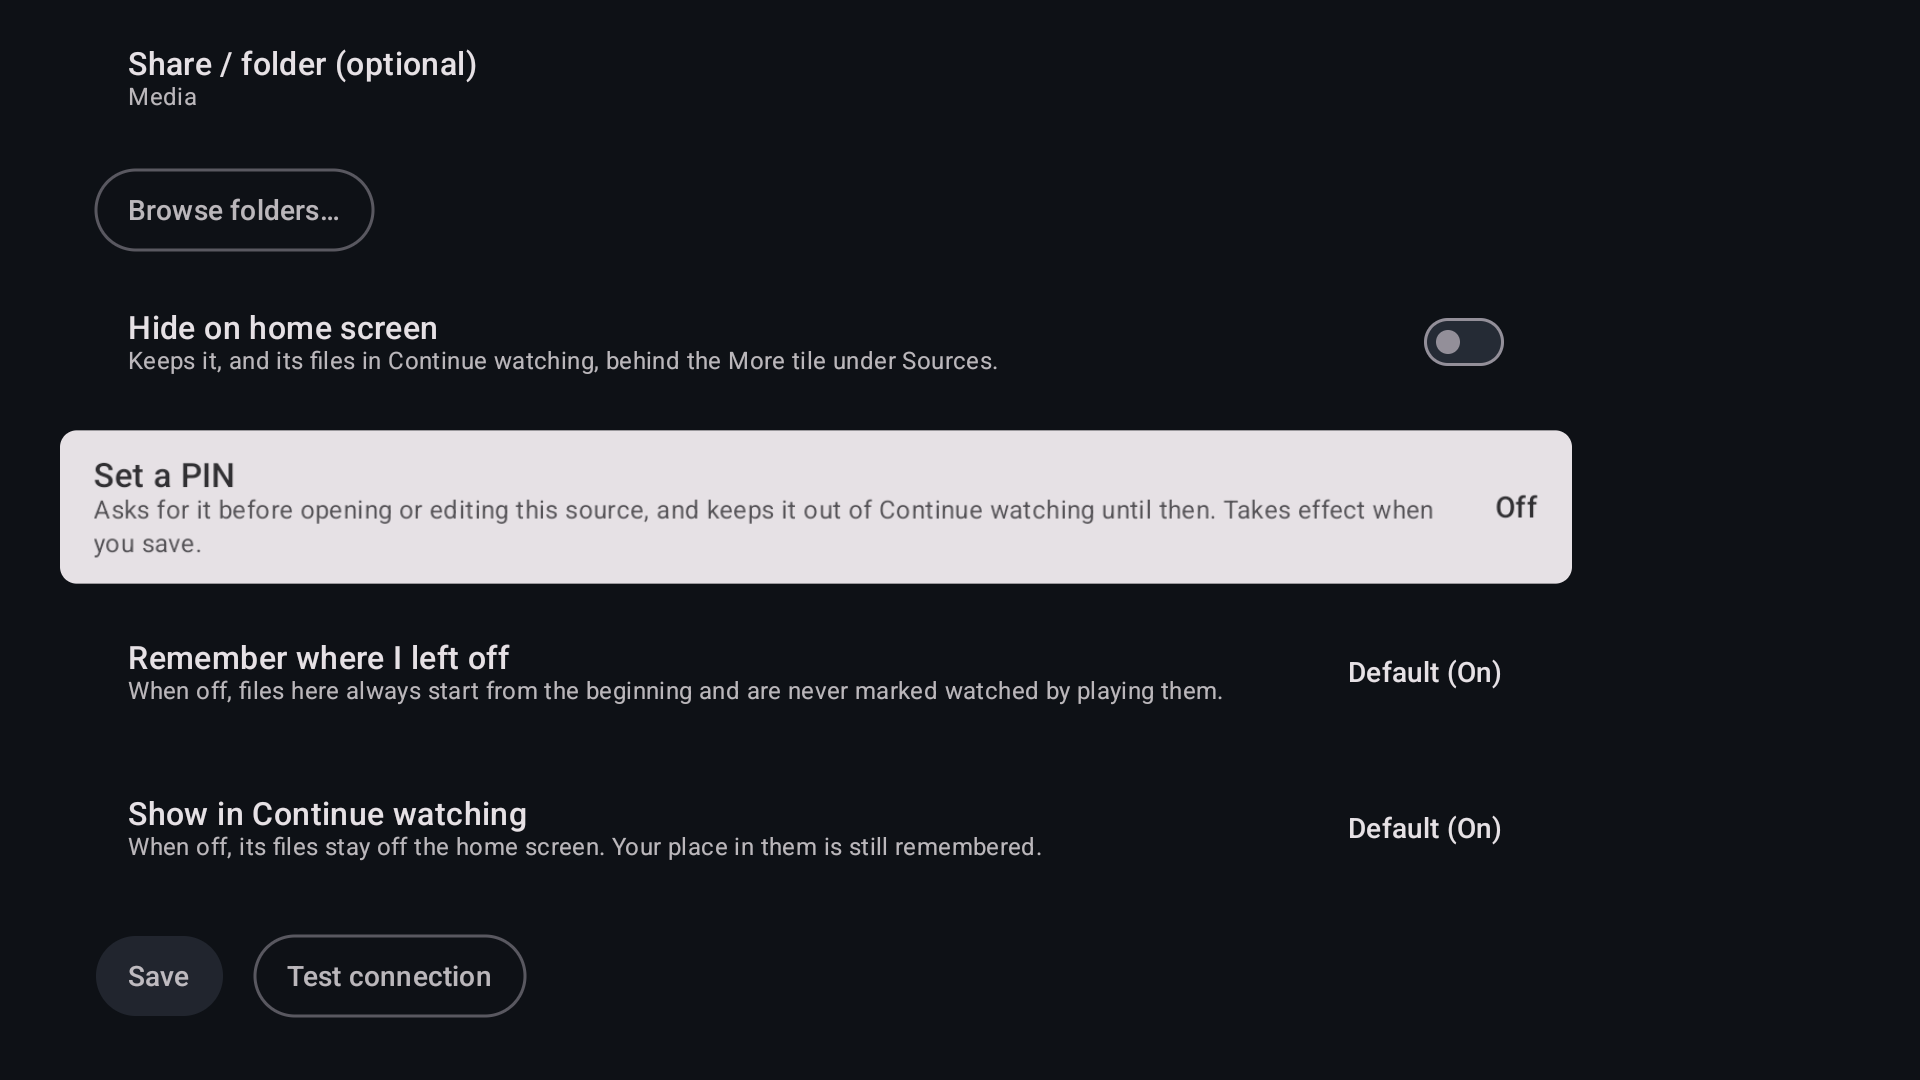 Share / folder (optional)
Media
Browse folders…
Hide on home screen
Keeps it, and its files in Continue watching, behind the More tile under Sources.
Set a PIN
Asks for it before opening or editing this source, and keeps it out of Continue watching until then. Takes effect when
you save.
Off
Remember where I left off
When off, files here always start from the beginning and are never marked watched by playing them.
Default (On)
Show in Continue watching
When off, its files stay off the home screen. Your place in them is still remembered.
Default (On)
Save
Test connection